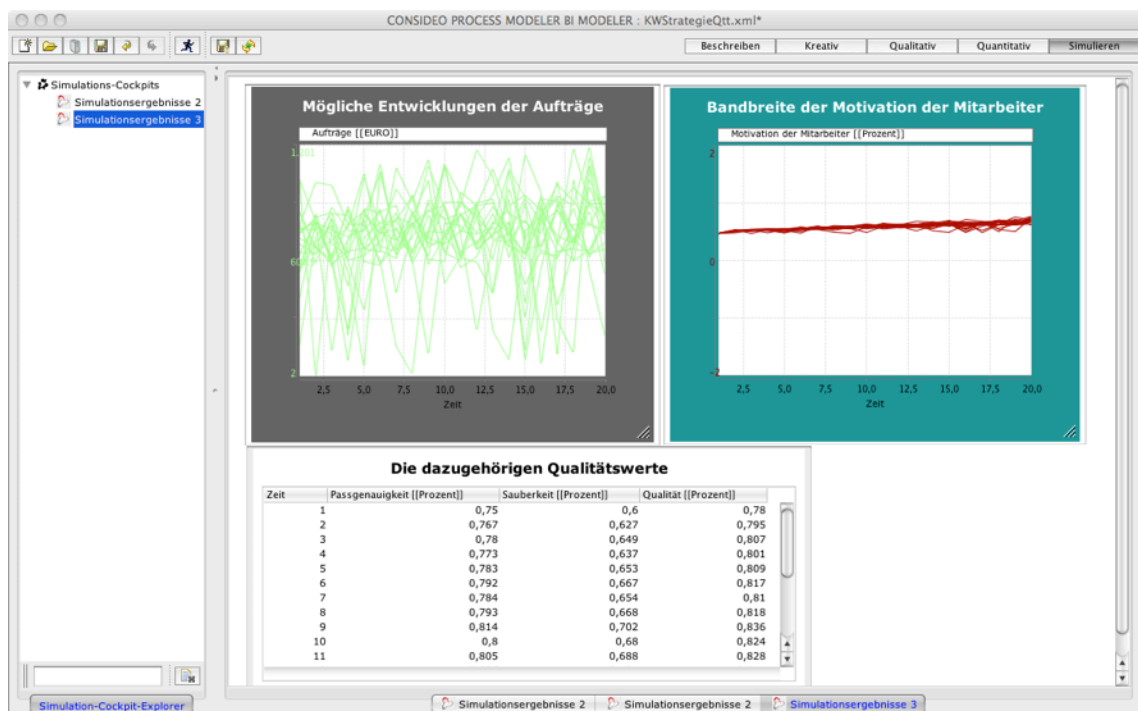 CONSIDEO PROCESS MODELER BI MODELER : KWStrategieQtt.xml*
Beschreiben Kreativ Qualitativ Quantitativ Simulieren
Simulations-Cockpits
Simulationsergebnisse 2
Simulationsergebnisse 3
Mögliche Entwicklungen der Aufträge
Aufträge [[EURO]]
1.201
60
2
2,5 5,0 7,5 10,0 12,5 15,0 17,5 20,0
Zeit
Bandbreite der Motivation der Mitarbeiter
Motivation der Mitarbeiter [[Prozent]]
2
0
-2
2,5 5,0 7,5 10,0 12,5 15,0 17,5 20,0
Zeit
Die dazugehörigen Qualitätswerte
Zeit Passgenauigkeit [[Prozent]] Sauberkeit [[Prozent]] Qualität [[Prozent]]
1 0,75 0,6 0,78
2 0,767 0,627 0,795
3 0,78 0,649 0,807
4 0,773 0,637 0,801
5 0,783 0,653 0,809
6 0,792 0,667 0,817
7 0,784 0,654 0,81
8 0,793 0,668 0,818
9 0,814 0,702 0,836
10 0,8 0,68 0,824
11 0,805 0,688 0,828
Simulation-Cockpit-Explorer
Simulationsergebnisse 2 Simulationsergebnisse 2 Simulationsergebnisse 3